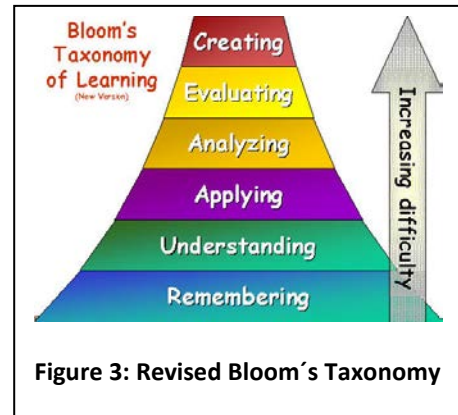 Bloom's
Taxonomy
of Learning
(New Version)
Creating
Evaluating
Analyzing
Applying
Understanding
Remembering
Increasing difficulty
Figure 3: Revised Bloom´s Taxonomy